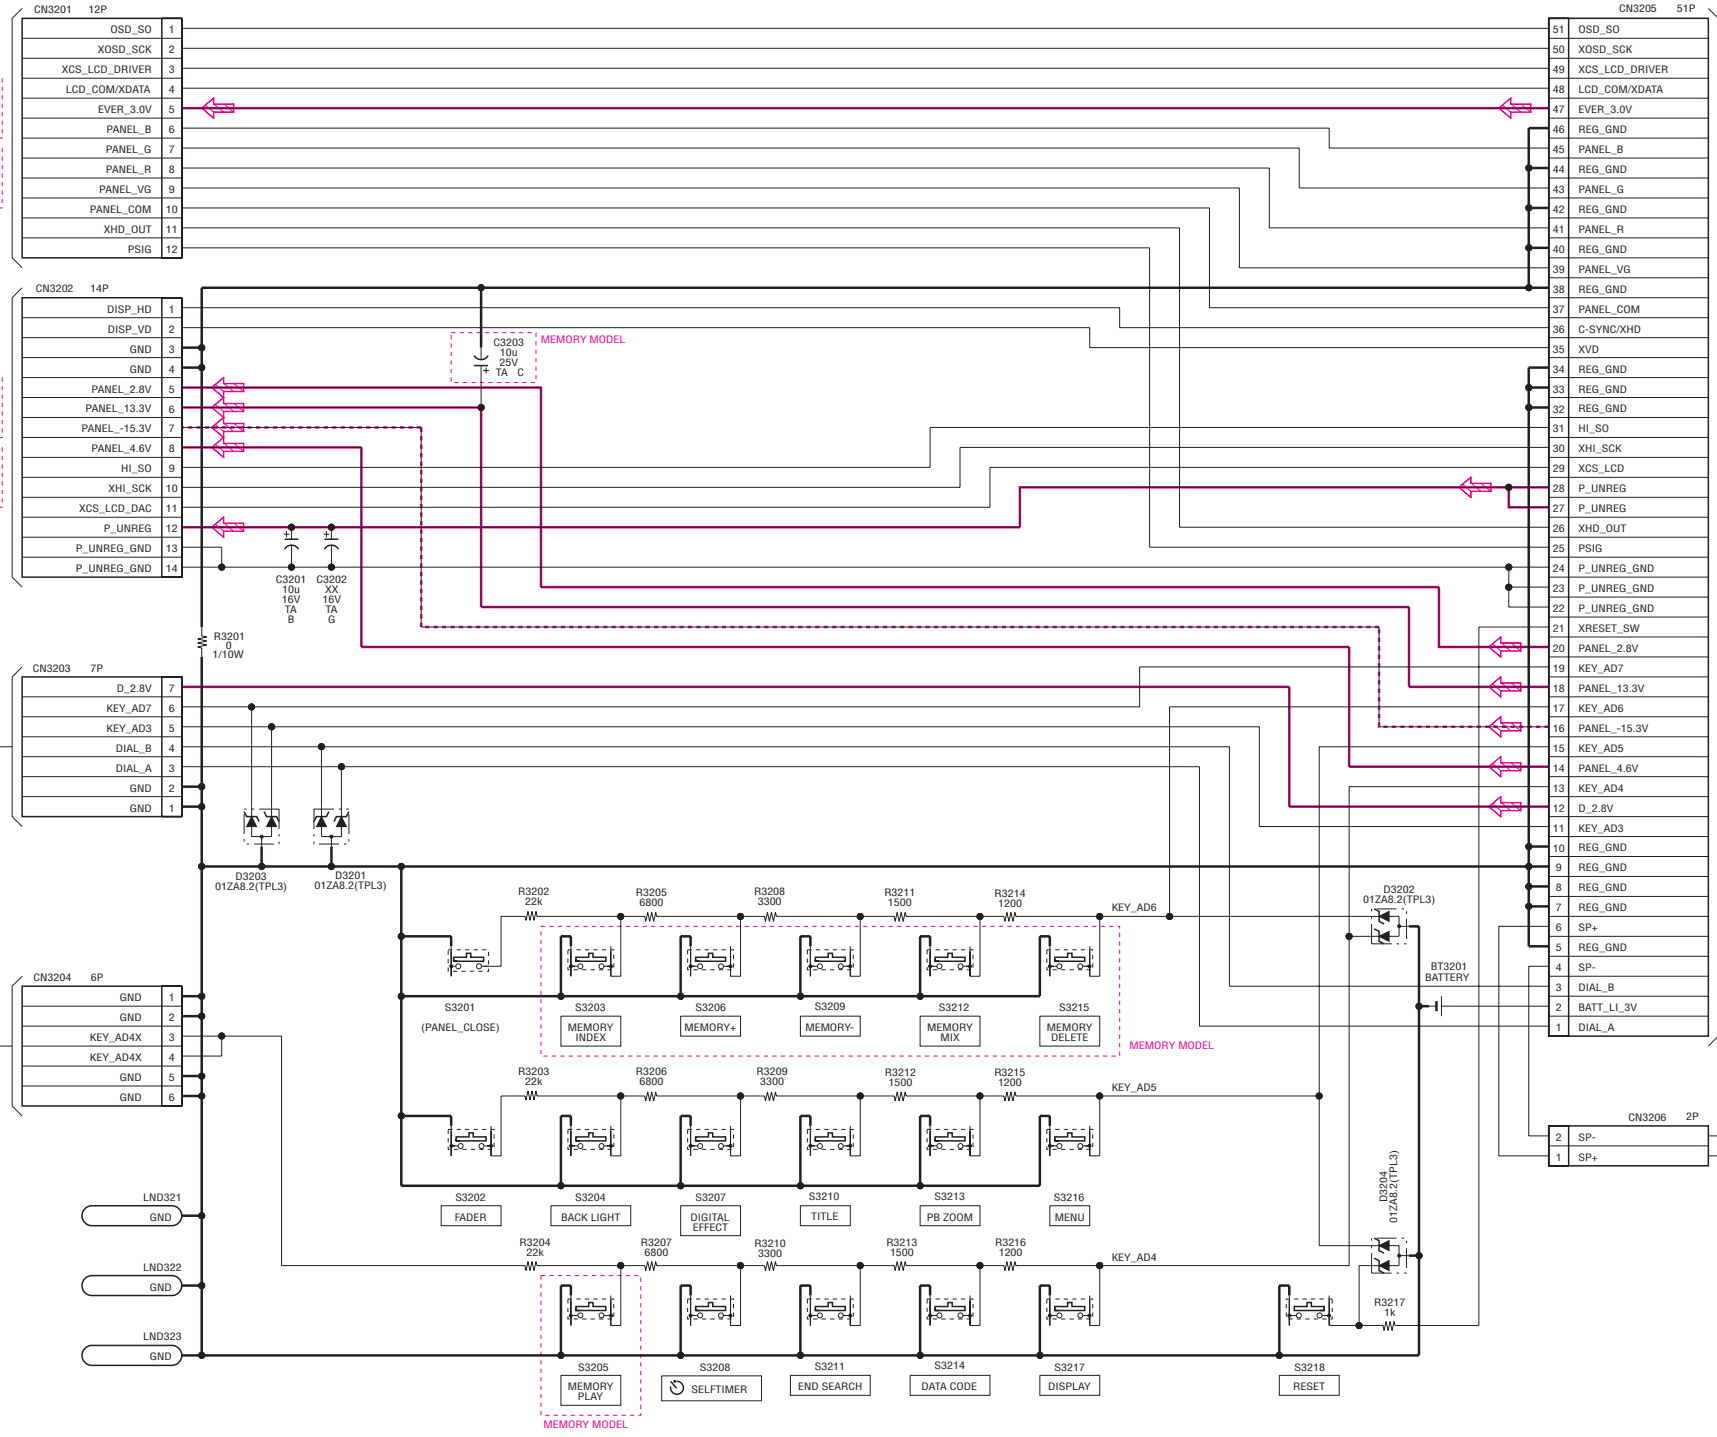 CN3201 12P
OSD_SO 1
XOSD_SCK 2
XCS_LCD_DRIVER 3
LCD_COM/XDATA 4
EVER_3.0V 5
PANEL_B 6
PANEL_G 7
PANEL_R 8
PANEL_VG 9
PANEL_COM 10
XHD_OUT 11
PSIG 12
CN3202 14P
DISP_HD 1
DISP_VD 2
GND 3
GND 4
PANEL_2.8V 5
PANEL_13.3V 6
PANEL_-15.3V 7
PANEL_4.6V 8
HI_SO 9
XHI_SCK 10
XCS_LCD_DAC 11
P_UNREG 12
P_UNREG_GND 13
P_UNREG_GND 14
C3203
10u
25V
+
TA C
MEMORY MODEL
+
C3201
10u
16V
TA
B
+
C3202
XX
16V
TA
G
R3201
0
1/10W
CN3203 7P
D_2.8V 7
KEY_AD7 6
KEY_AD3 5
DIAL_B 4
DIAL_A 3
GND 2
GND 1
D3203
01ZA8.2(TPL3)
D3201
01ZA8.2(TPL3)
CN3204 6P
GND 1
GND 2
KEY_AD4X 3
KEY_AD4X 4
GND 5
GND 6
LND321
GND
LND322
GND
LND323
GND
R3202
22k
R3205
6800
R3208
3300
R3211
1500
R3214
1200
KEY_AD6
S3201
(PANEL_CLOSE)
S3203
MEMORY
INDEX
S3206
MEMORY+
S3209
MEMORY-
S3212
MEMORY
MIX
S3215
MEMORY
DELETE
MEMORY MODEL
R3203
22k
R3206
6800
R3209
3300
R3212
1500
R3215
1200
KEY_AD5
S3202
FADER
S3204
BACK LIGHT
S3207
DIGITAL
EFFECT
S3210
TITLE
S3213
PB ZOOM
S3216
MENU
R3204
22k
R3207
6800
R3210
3300
R3213
1500
R3216
1200
KEY_AD4
S3205
MEMORY
PLAY
MEMORY MODEL
S3208
SELFTIMER
S3211
END SEARCH
S3214
DATA CODE
S3217
DISPLAY
S3218
RESET
R3217
1k
D3202
01ZA8.2(TPL3)
D3204
01ZA8.2(TPL3)
BT3201
BATTERY
CN3205 51P
51 OSD_SO
50 XOSD_SCK
49 XCS_LCD_DRIVER
48 LCD_COM/XDATA
47 EVER_3.0V
46 REG_GND
45 PANEL_B
44 REG_GND
43 PANEL_G
42 REG_GND
41 PANEL_R
40 REG_GND
39 PANEL_VG
38 REG_GND
37 PANEL_COM
36 C-SYNC/XHD
35 XVD
34 REG_GND
33 REG_GND
32 REG_GND
31 HI_SO
30 XHI_SCK
29 XCS_LCD
28 P_UNREG
27 P_UNREG
26 XHD_OUT
25 PSIG
24 P_UNREG_GND
23 P_UNREG_GND
22 P_UNREG_GND
21 XRESET_SW
20 PANEL_2.8V
19 KEY_AD7
18 PANEL_13.3V
17 KEY_AD6
16 PANEL_-15.3V
15 KEY_AD5
14 PANEL_4.6V
13 KEY_AD4
12 D_2.8V
11 KEY_AD3
10 REG_GND
9 REG_GND
8 REG_GND
7 REG_GND
6 SP+
5 REG_GND
4 SP-
3 DIAL_B
2 BATT_LI_3V
1 DIAL_A
CN3206 2P
2 SP-
1 SP+